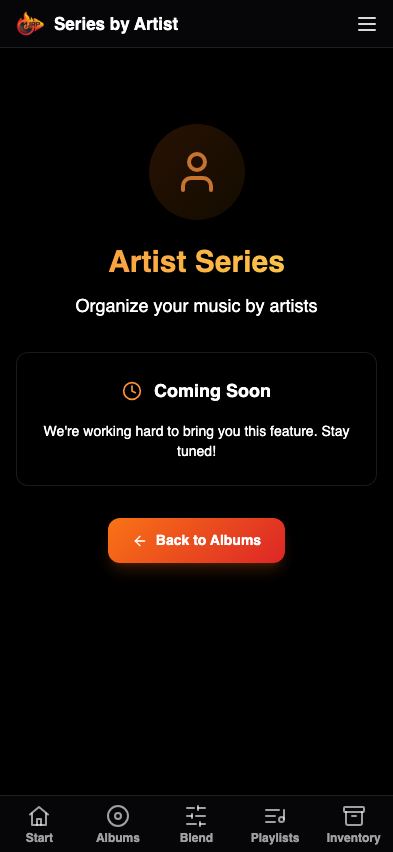 Series by Artist
Artist Series
Organize your music by artists
Coming Soon
We're working hard to bring you this feature. Stay
tuned!
Back to Albums
Start
Albums
Blend
Playlists
Inventory